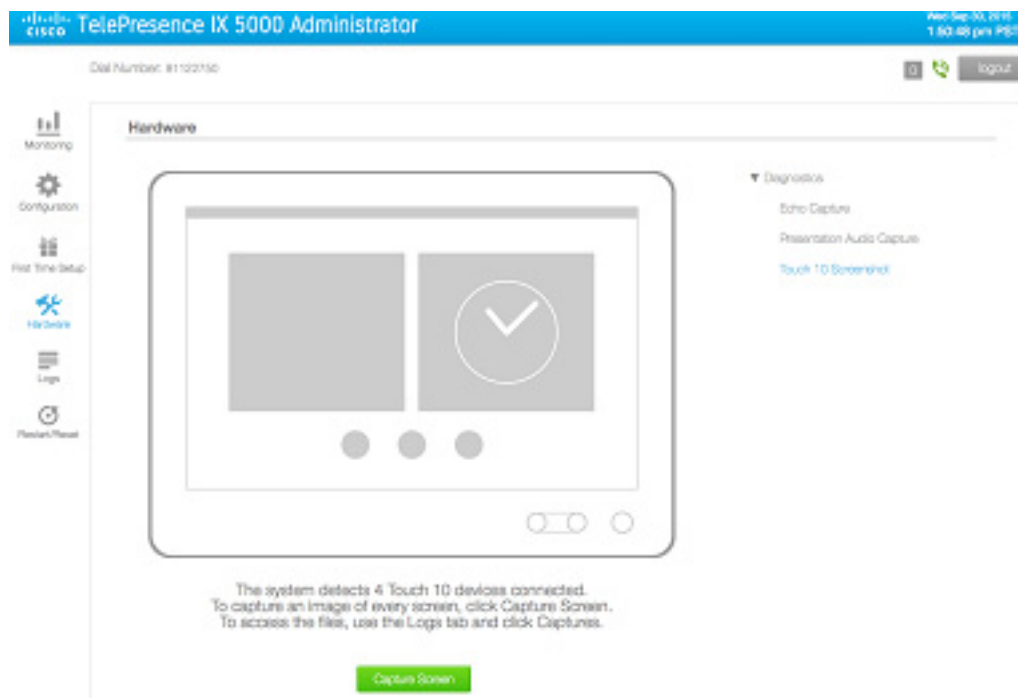 CISCO TelePresence IX 5000 Administrator
Wed Sep 30, 2015
1:50:48 pm PST
Dial Number: 81122750
0
logout
Monitoring
Configuration
First Time Setup
Hardware
Logs
Restart/Reset
Hardware
The system detects 4 Touch 10 devices connected.
To capture an image of every screen, click Capture Screen.
To access the files, use the Logs tab and click Captures.
Capture Screen
Diagnostics
Echo Capture
Presentation Audio Capture
Touch 10 Screenshot